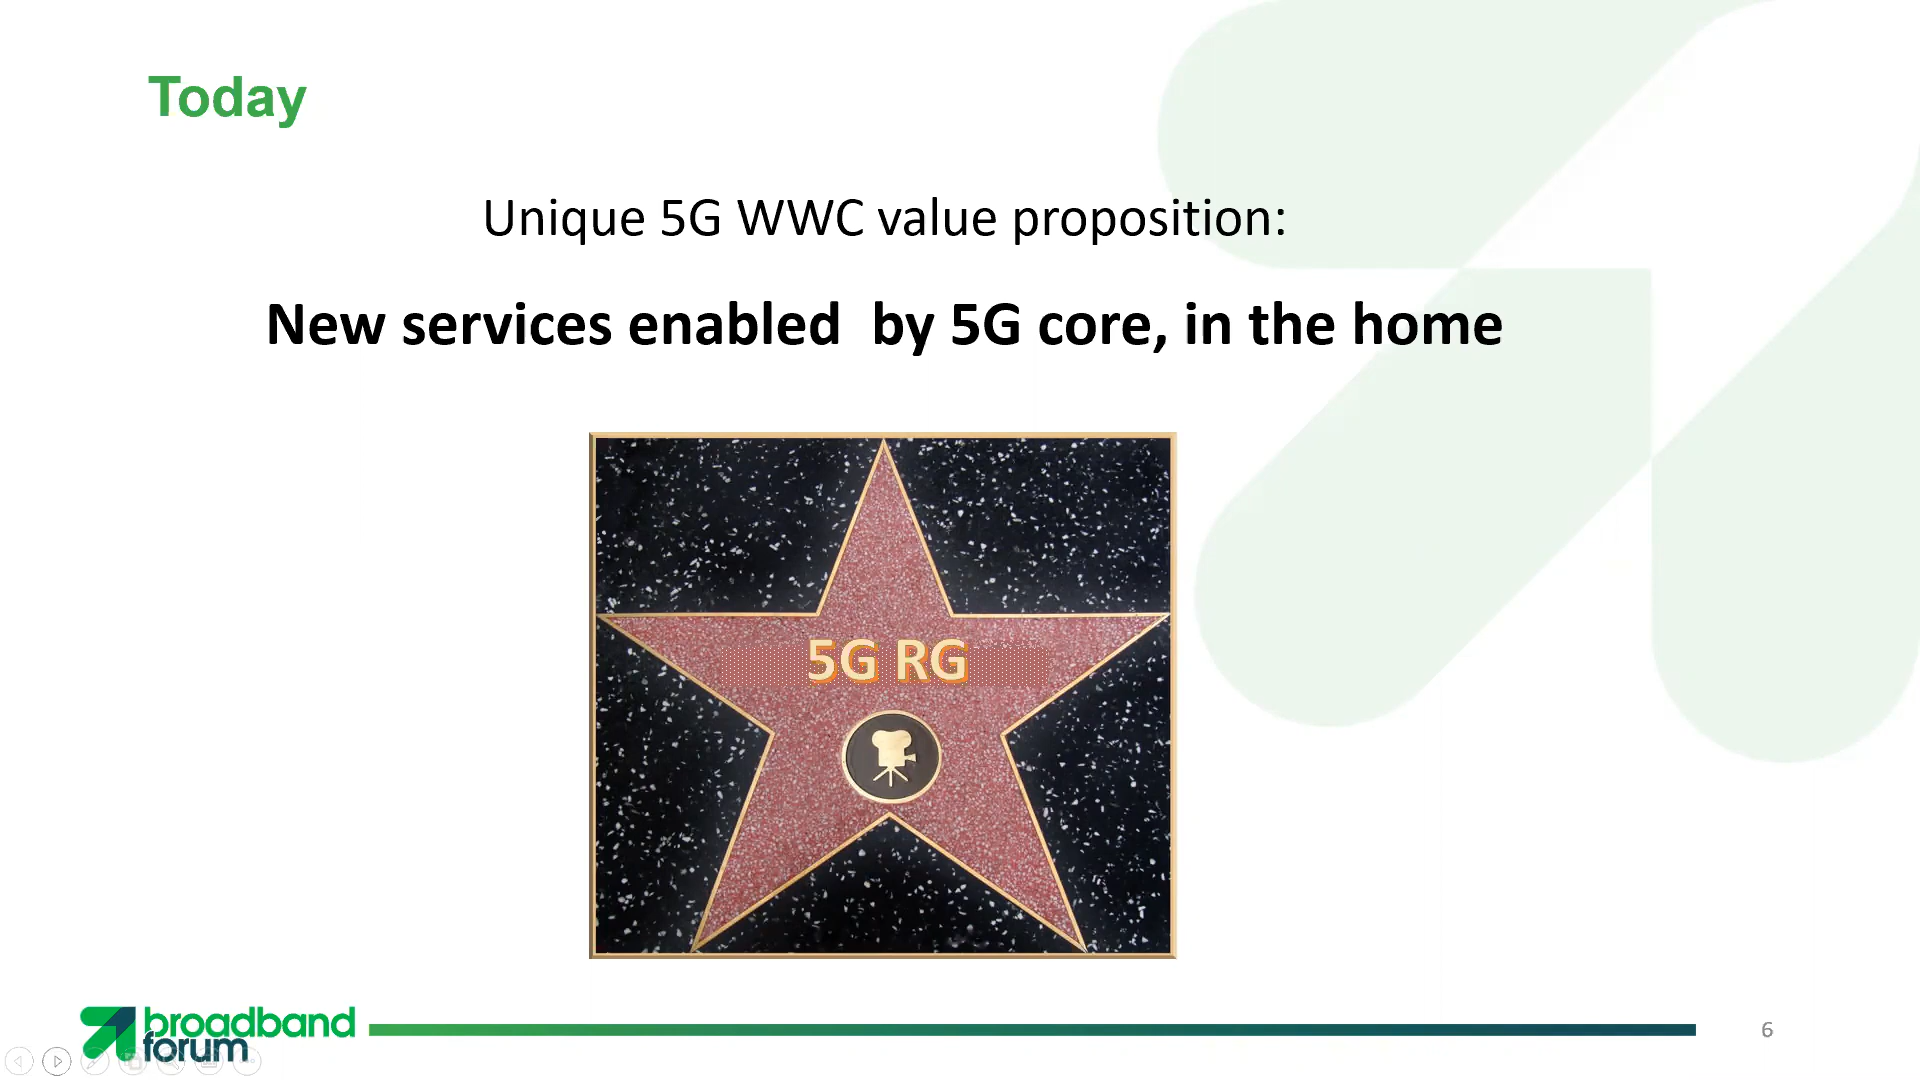 Today
Unique 5G WWC value proposition:
New services enabled  by 5G core, in the home
5G RG
broadband
forum
6